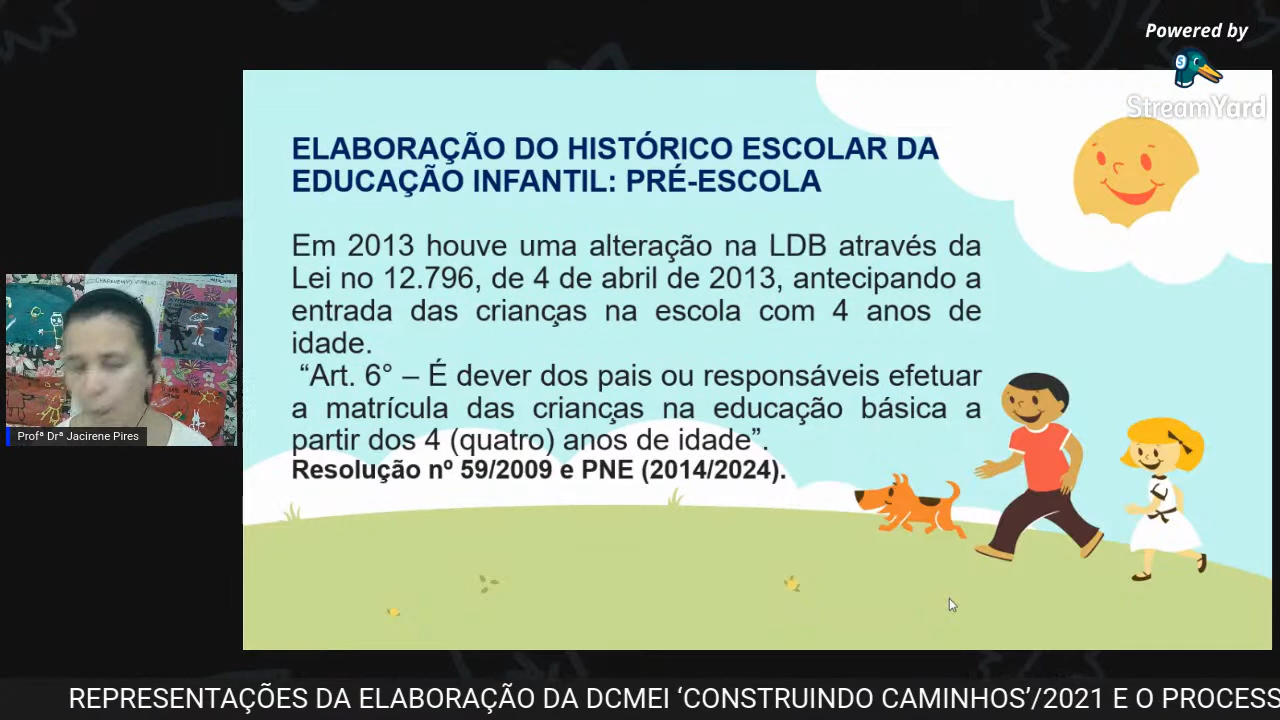 Powered by
StreamYard
ELABORAÇÃO DO HISTÓRICO ESCOLAR DA
EDUCAÇÃO INFANTIL: PRÉ-ESCOLA
Em 2013 houve uma alteração na LDB através da
Lei no 12.796, de 4 de abril de 2013, antecipando a
entrada das crianças na escola com 4 anos de
idade.
“Art. 6° – É dever dos pais ou responsáveis efetuar
a matrícula das crianças na educação básica a
partir dos 4 (quatro) anos de idade”.
Resolução nº 59/2009 e PNE (2014/2024).
Profª Drª Jacirene Pires
REPRESENTAÇÕES DA ELABORAÇÃO DA DCMEI ‘CONSTRUINDO CAMINHOS’/2021 E O PROCESS